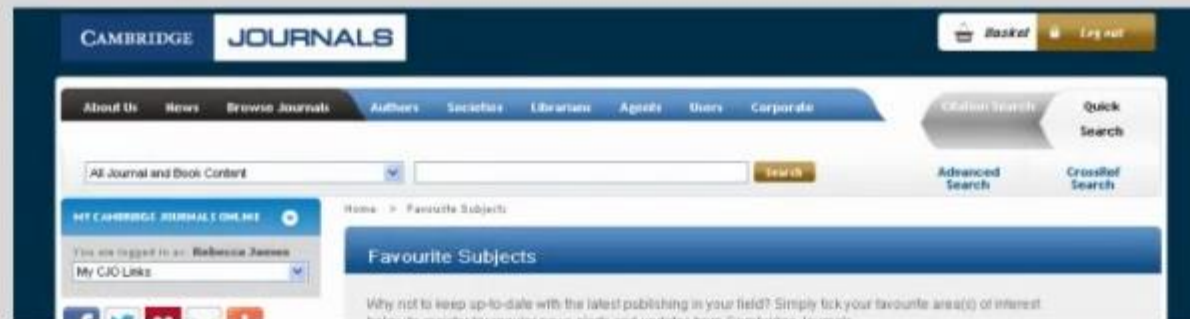 CAMBRIDGE JOURNALS
Basket Log out
About Us News Browse Journals Authors Societies Librarians Agents Users Corporate
Citation Search Quick Search
All Journal and Book Content Search
Advanced Search CrossRef Search
MY CAMBRIDGE JOURNALS ONLINE
Home > Favourite Subjects
You are logged in as: Rebecca
My CJO Links
Favourite Subjects
Why not to keep up-to-date with the latest publishing in your field? Simply tick your favourite area(s) of interest